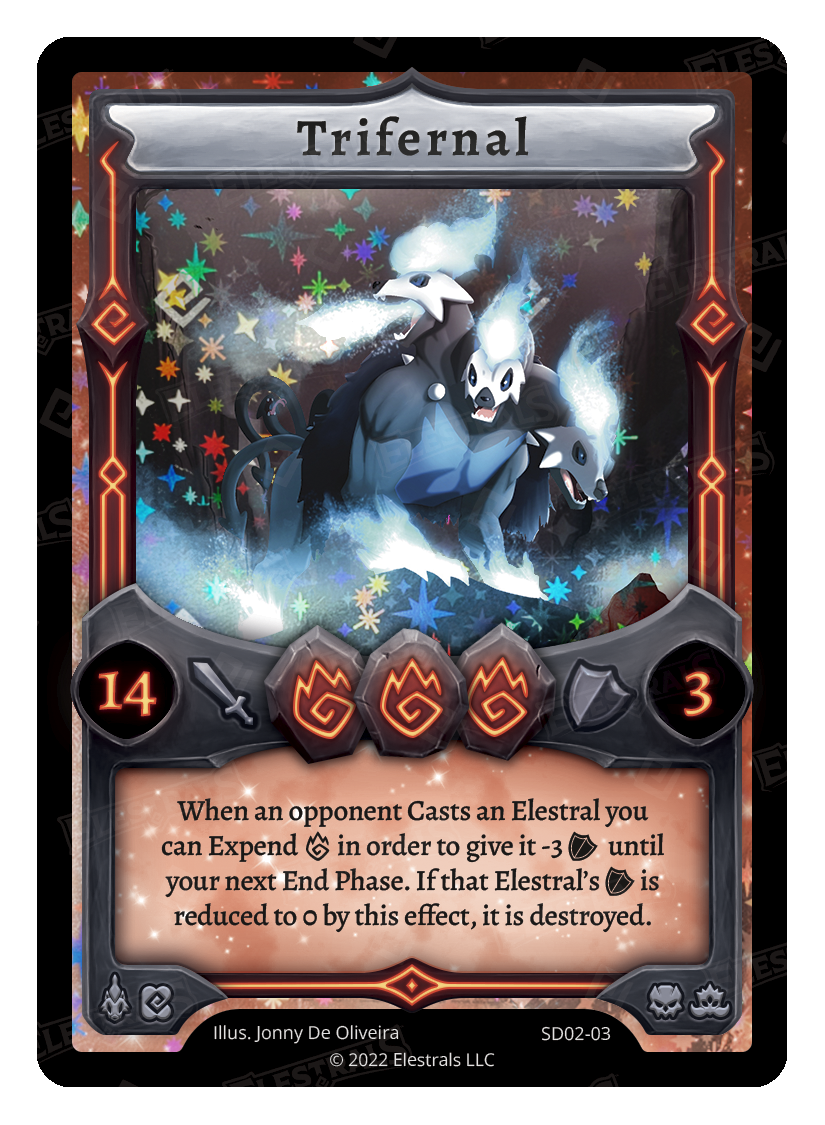 Trifernal
14
3
When an opponent Casts an Elestral you
can Expend in order to give it -3 until
your next End Phase. If that Elestral's is
reduced to 0 by this effect, it is destroyed.
Illus. Jonny De Oliveira
SD02-03
© 2022 Elestrals LLC